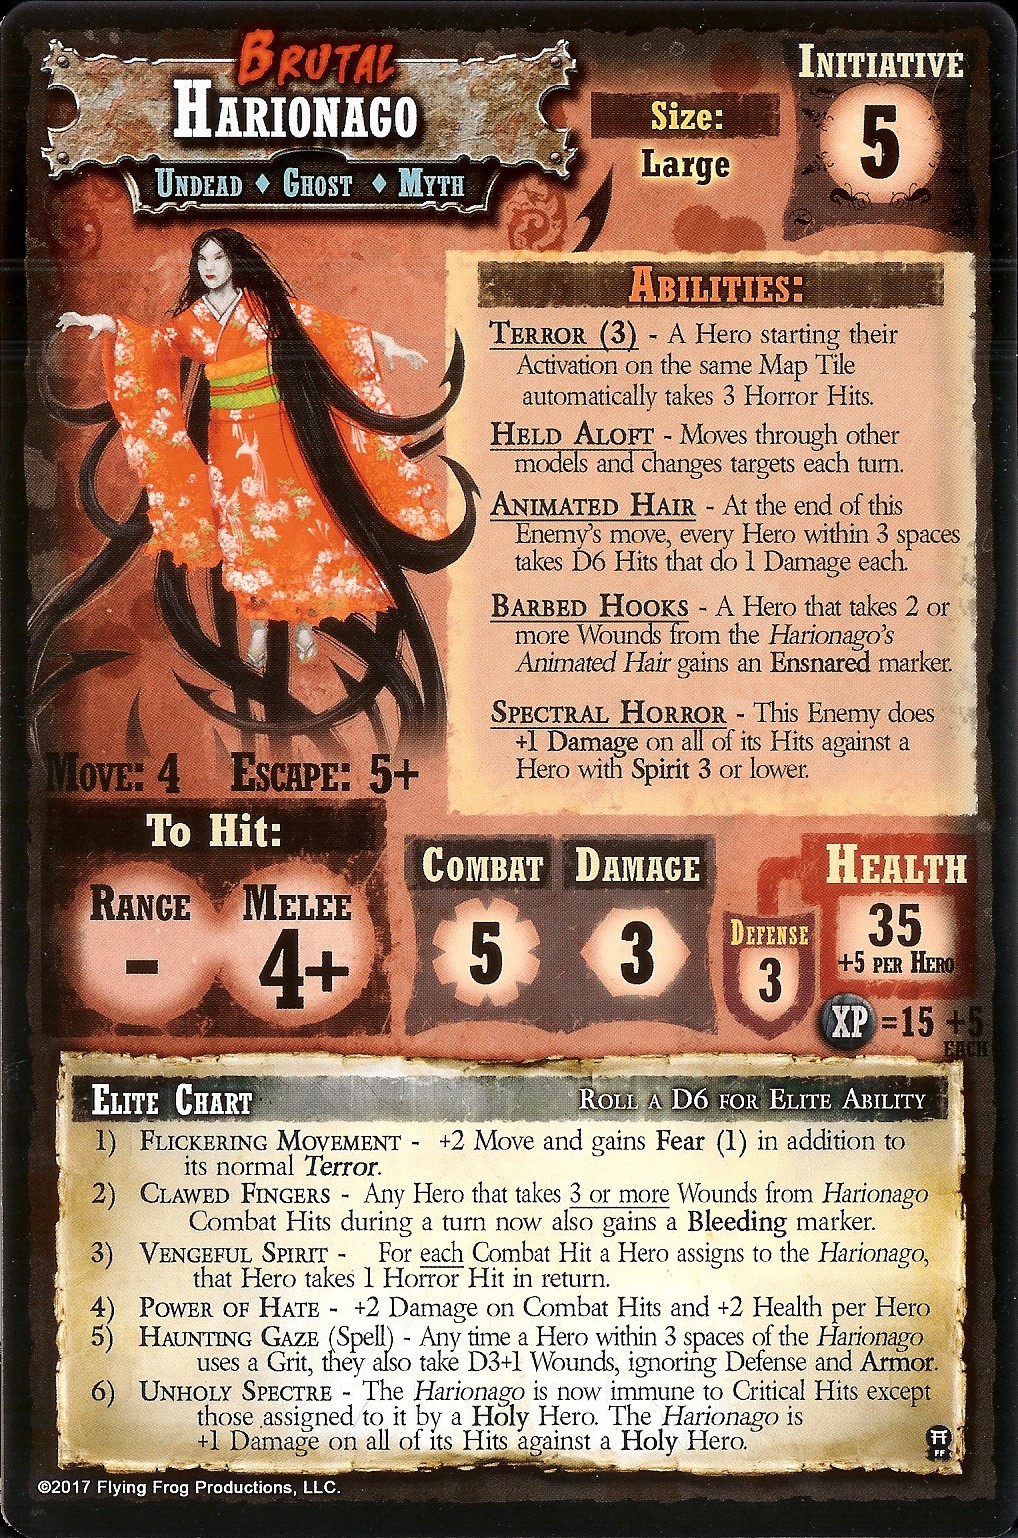 Brutal
Harionago
Undead ♦ Ghost ♦ Myth
Size:
Large
Initiative
5
Abilities:
Terror (3) - A Hero starting their
Activation on the same Map Tile
automatically takes 3 Horror Hits.
Held Aloft - Moves through other
models and changes targets each turn.
Animated Hair - At the end of this
Enemy's move, every Hero within 3 spaces
takes D6 Hits that do 1 Damage each.
Barbed Hooks - A Hero that takes 2 or
more Wounds from the Harionago's
Animated Hair gains an Ensnared marker.
Spectral Horror - This Enemy does
+1 Damage on all of its Hits against a
Hero with Spirit 3 or lower.
Move: 4 Escape: 5+
To Hit:
Range Melee
- 4+
Combat
5
Damage
3
Defense
3
Health
35
+5 per Hero
XP =15 +5
each
Elite Chart Roll a D6 for Elite Ability
1) Flickering Movement - +2 Move and gains Fear (1) in addition to
its normal Terror.
2) Clawed Fingers - Any Hero that takes 3 or more Wounds from Harionago
Combat Hits during a turn now also gains a Bleeding marker.
3) Vengeful Spirit - For each Combat Hit a Hero assigns to the Harionago,
that Hero takes 1 Horror Hit in return.
4) Power of Hate - +2 Damage on Combat Hits and +2 Health per Hero
5) Haunting Gaze (Spell) - Any time a Hero within 3 spaces of the Harionago
uses a Grit, they also take D3+1 Wounds, ignoring Defense and Armor.
6) Unholy Spectre - The Harionago is now immune to Critical Hits except
those assigned to it by a Holy Hero. The Harionago is
+1 Damage on all of its Hits against a Holy Hero.
FF
©2017 Flying Frog Productions, LLC.